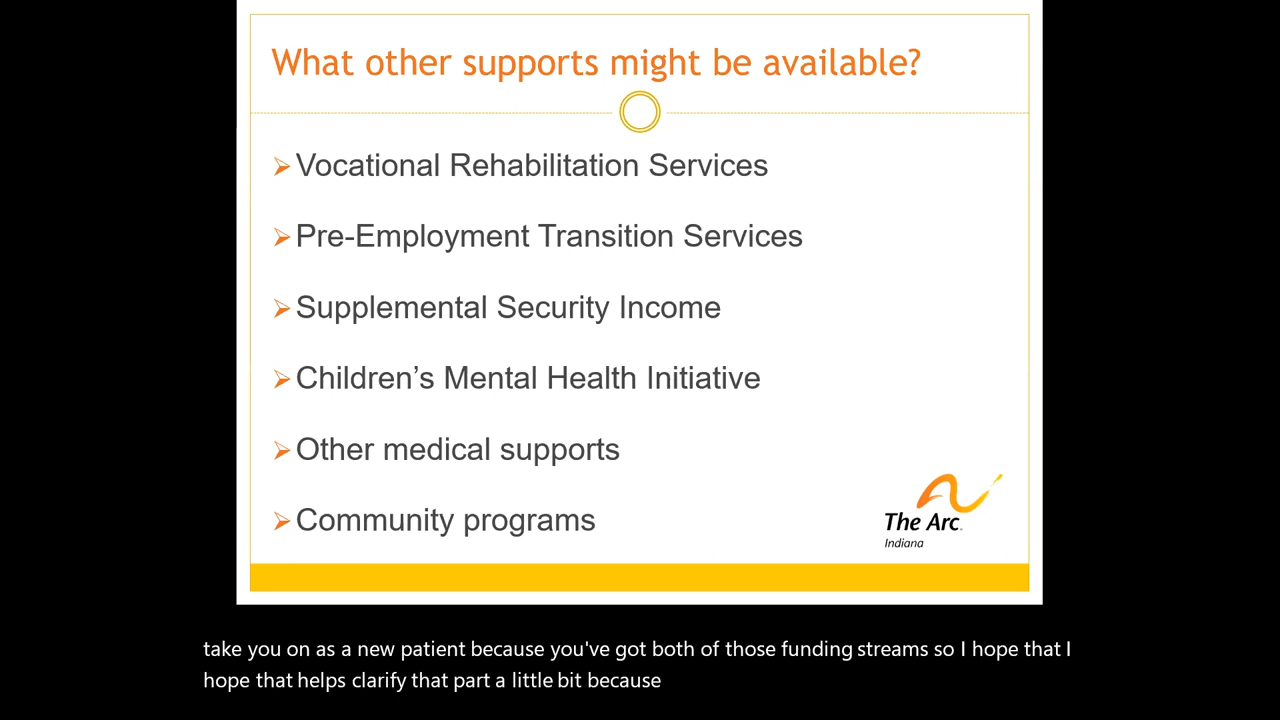 What other supports might be available?
Vocational Rehabilitation Services
Pre-Employment Transition Services
Supplemental Security Income
Children’s Mental Health Initiative
Other medical supports
Community programs
The Arc
Indiana
take you on as a new patient because you've got both of those funding streams so I hope that I
hope that helps clarify that part a little bit because